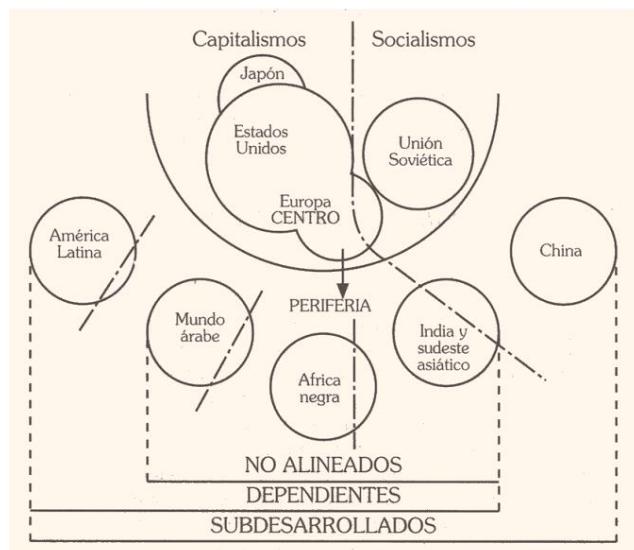 Capitalismos
Socialismos
Japón
Estados
Unidos
Unión
Soviética
Europa
CENTRO
América
Latina
China
PERIFERIA
Mundo
árabe
India y
sudeste
asiático
Africa
negra
NO ALINEADOS
DEPENDIENTES
SUBDESARROLLADOS